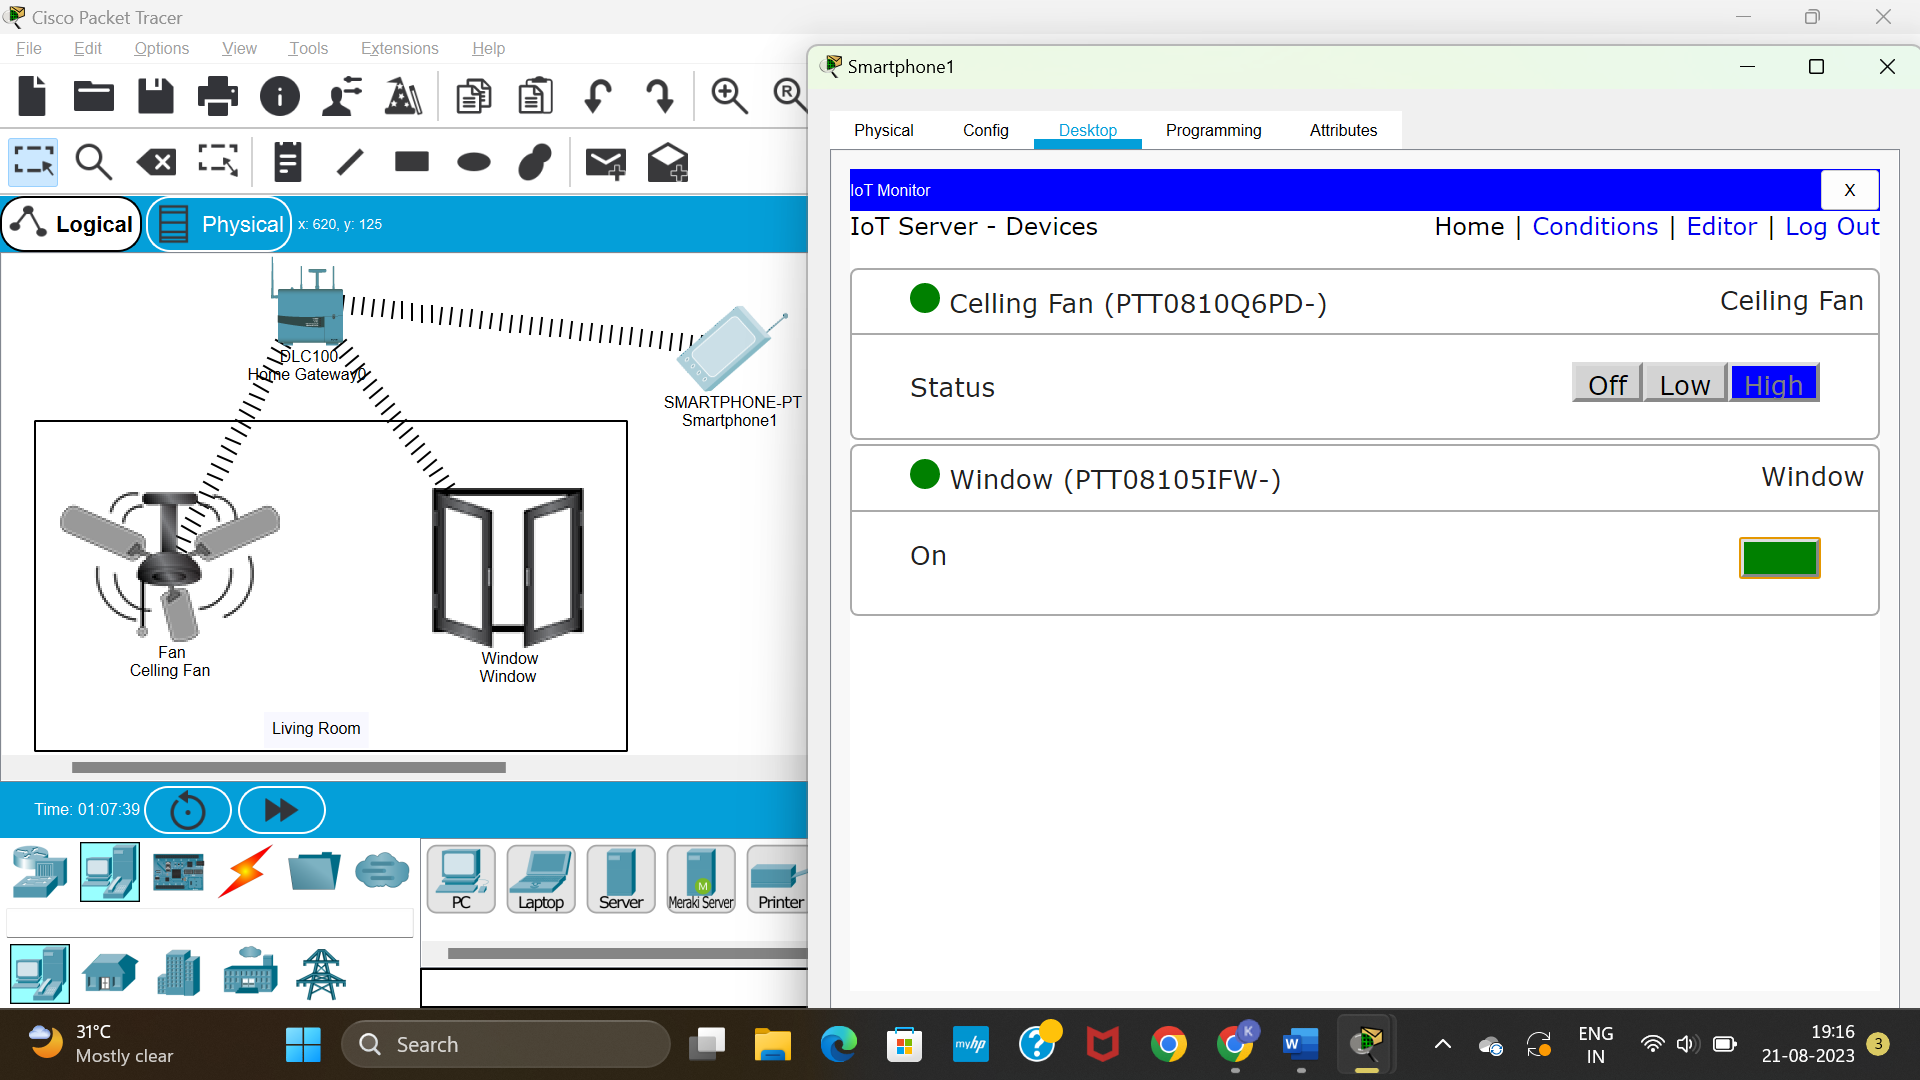 Cisco Packet Tracer
File Edit Options View Tools Extensions Help
Logical
Physical
x: 620, y: 125
DLC100
Home Gateway0
SMARTPHONE-PT
Smartphone1
Fan
Celling Fan
Window
Window
Living Room
Time: 01:07:39
PC
Laptop
Server
M
Meraki Server
Printer
Smartphone1
Physical Config Desktop Programming Attributes
IoT Monitor
X
IoT Server - Devices
Home | Conditions | Editor | Log Out
Celling Fan (PTT0810Q6PD-)
Ceiling Fan
Status
Off Low High
Window (PTT08105IFW-)
Window
On
31°C
Mostly clear
Search
myhp
K
W
ENG
IN
19:16
21-08-2023
3